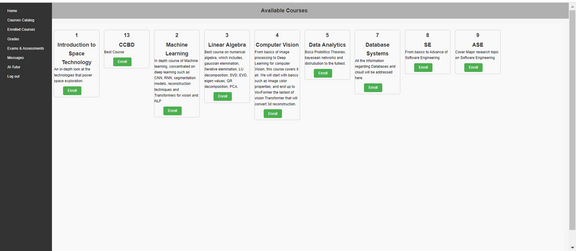 Home
Courses Catalog
Enrolled Courses
Grades
Exams & Assessments
Messages
AI-Tutor
Log out
Available Courses
1
Introduction to
Space
Technology
An in-depth look at the
technologies that power
space exploration
Enroll
13
CCBD
Best Course
Enroll
2
Machine
Learning
In depth course of Machine
learning, concentrated on
deep learning such as
CNN, RNN, segmentation
models, reconstruction
techniques and
Transformers for vision and
NLP
Enroll
3
Linear Algebra
Best course on numerical
algebra, which includes,
gaussian elimination,
iterative elemination, LU
decomposition, SVD, EVD,
eigen values, QR
decomposition, PCA.
Enroll
4
Computer Vision
From basics of image
processing to Deep
Learning for computer
Vision, this course covers it
all. We will start with basics
such as image color
properties, and end up to
Vis-Former the lastest of
vision Transformer that will
convert 3d reconstruction.
Enroll
5
Data Analytics
Basics Probilistics Theories,
bayesean networks and
distribution to the fullest.
Enroll
7
Database
Systems
All the information
regarding Databases and
cloud will be addressed
here.
Enroll
8
SE
From basics to Advance of
Software Engineering
Enroll
9
ASE
Cover Major research topis
on Software Engineering
Enroll